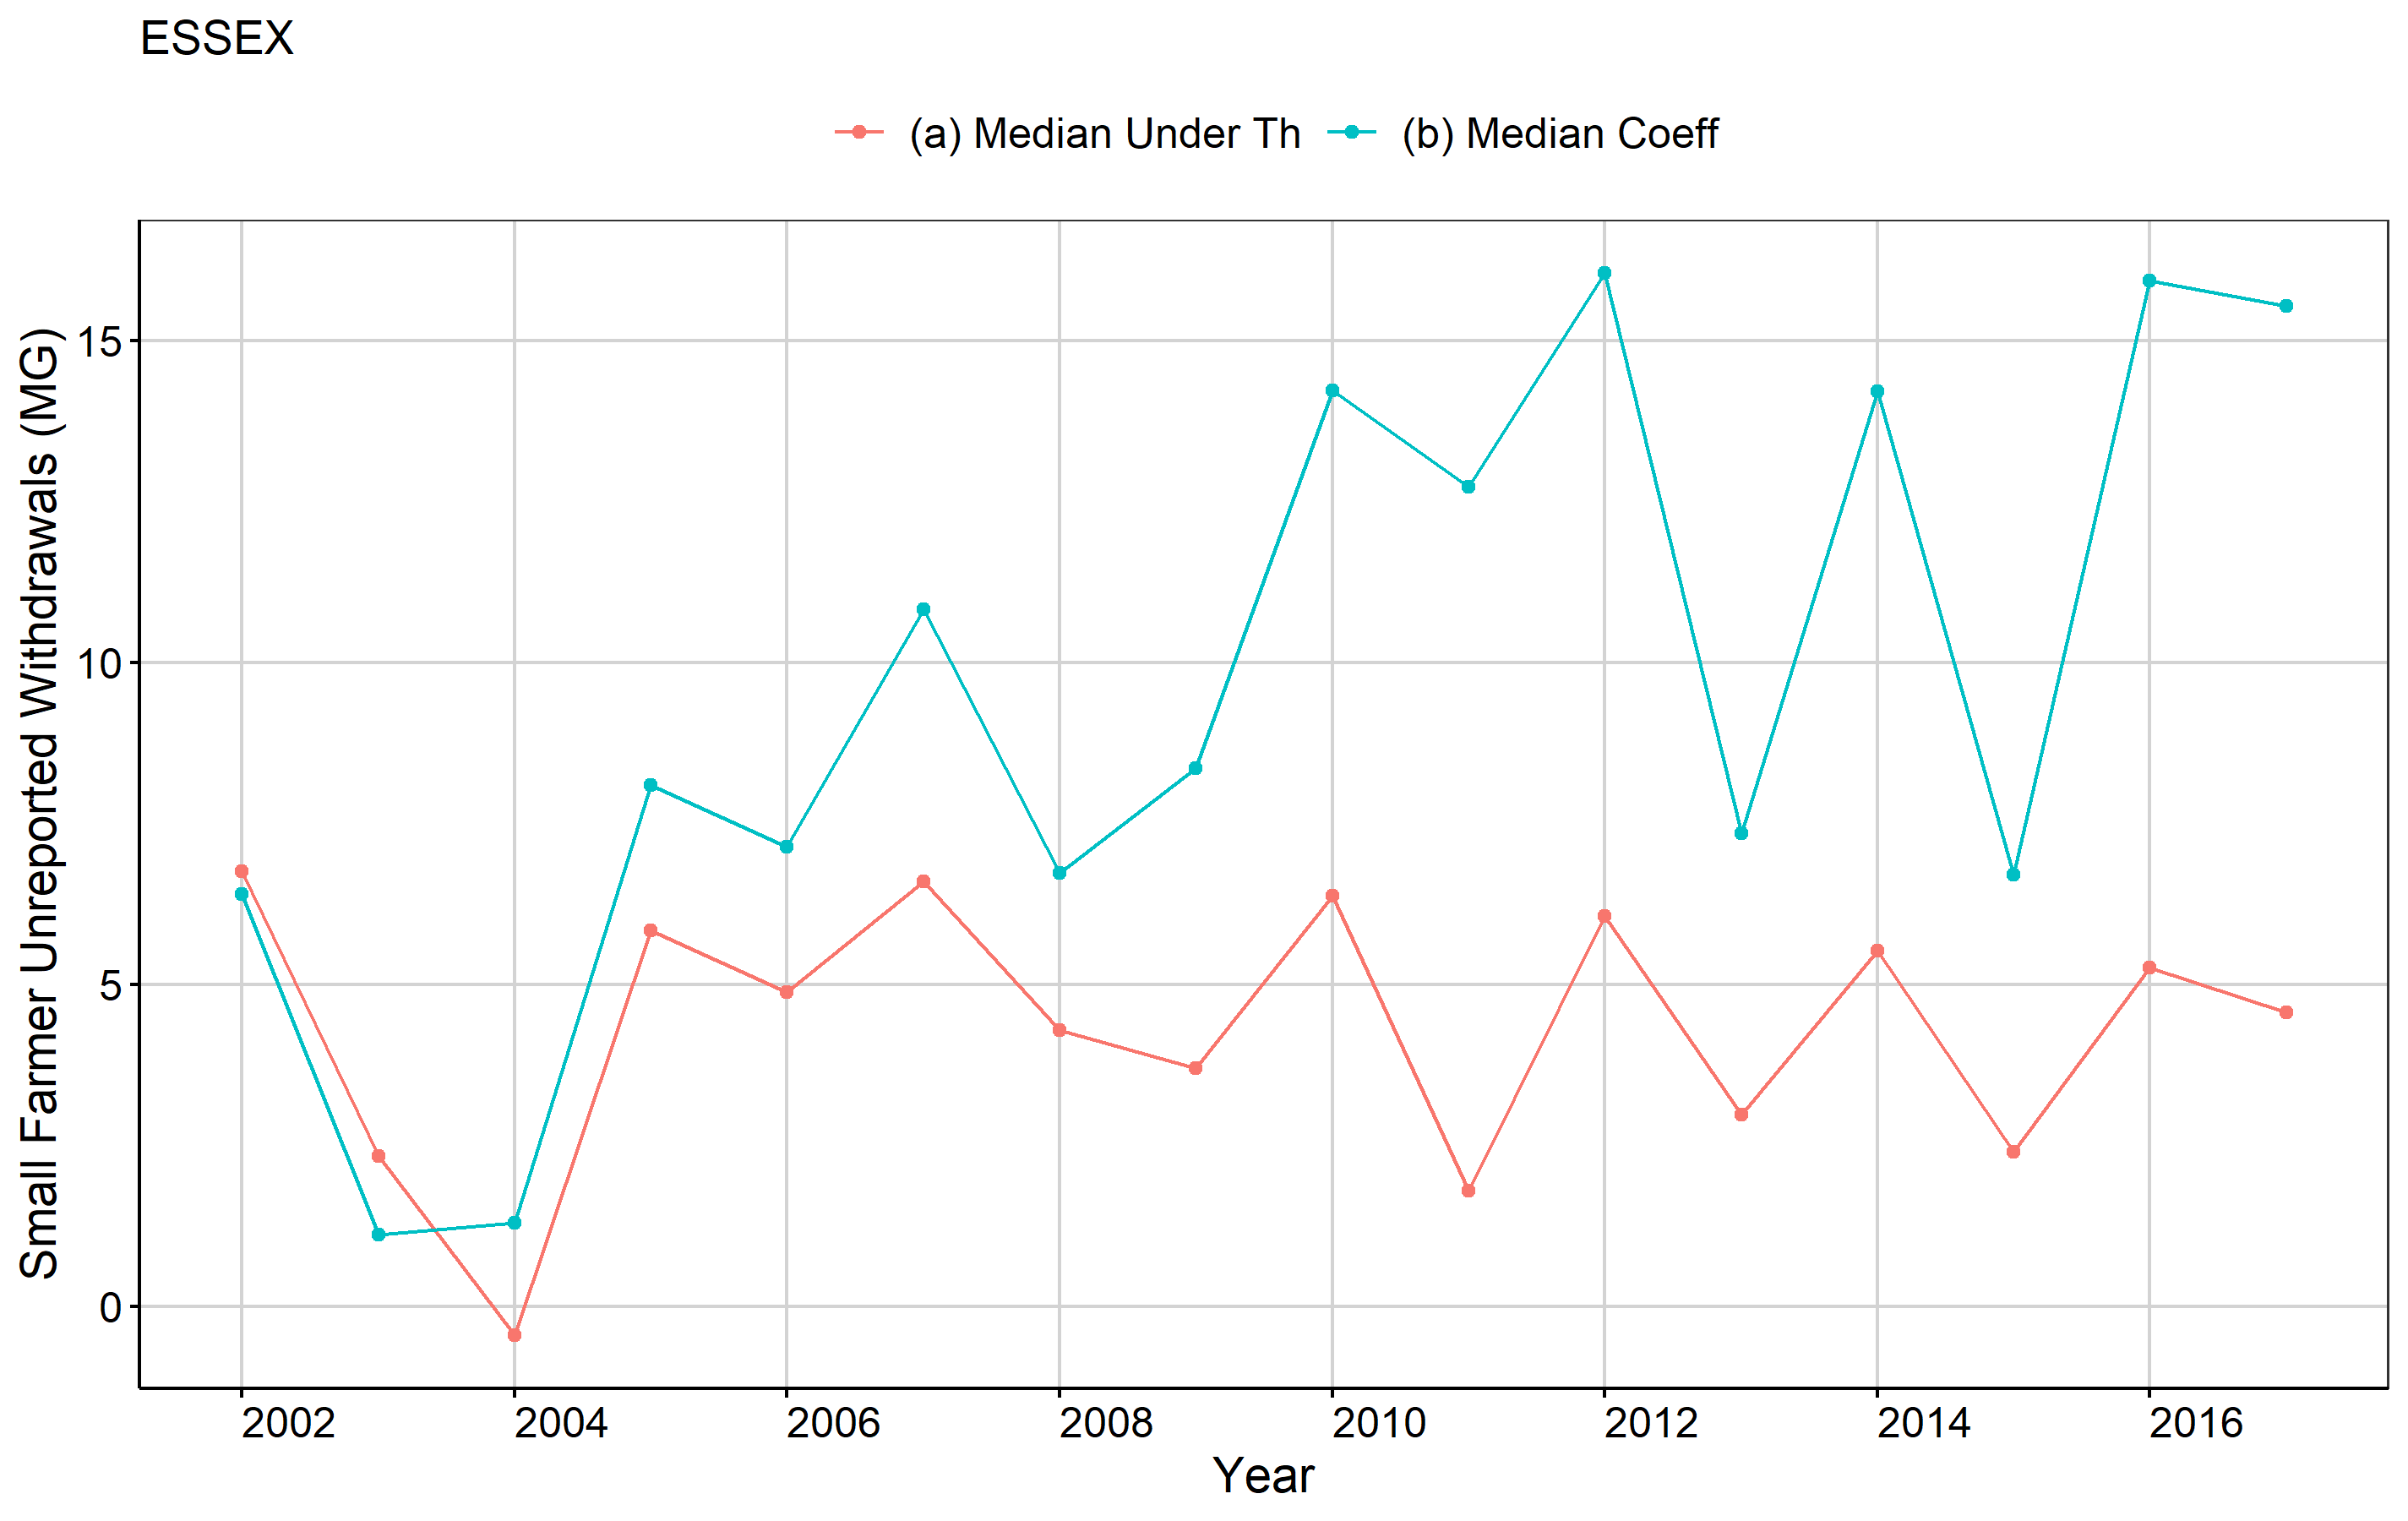 ESSEX
(a) Median Under Th (b) Median Coeff
Small Farmer Unreported Withdrawals (MG)
15
10
5
0
2002 2004 2006 2008 2010 2012 2014 2016
Year